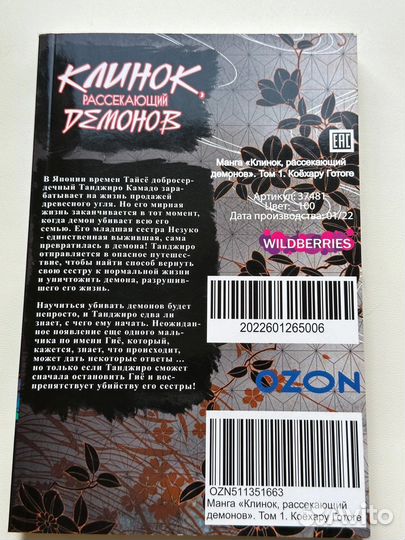 КЛИНОК,
РАССЕКАЮЩИЙ
ДЕМОНОВ
В Японии времен Тайсё добросер-
дечный Танджиро Камадо зара-
батывает на жизнь продажей
древесного угля. Но его мирная
жизнь заканчивается в тот момент,
когда демон убивает всю его
семью. Его младшая сестра Незуко
- единственная выжившая, сама
превратилась в демона! Танджиро
отправляется в опасное путешес-
твие, чтобы найти способ вернуть
свою сестру к нормальной жизни
и уничтожить демона, разрушив-
шего его жизнь.
Научиться убивать демонов будет
непросто, и Танджиро едва ли
знает, с чего ему начать. Неожидан-
ное появление еще одного маль-
чика по имени Гиё, который,
кажется, знает, что происходит,
может дать некоторые ответы ...
но только если Танджиро сможет
сначала остановить Гиё и вос-
препятствует убийству его сестры!
EAC
Манга «Клинок, рассекающий
демонов». Том 1. Коёхару Готоге
Артикул: 37481
Цвет: 100
Дата производства: 01/22
WILDBERRIES
2022601265006
OZON
OZN511351663
Манга «Клинок, рассекающий
демонов». Том 1. Коёхару Готоге
Avito